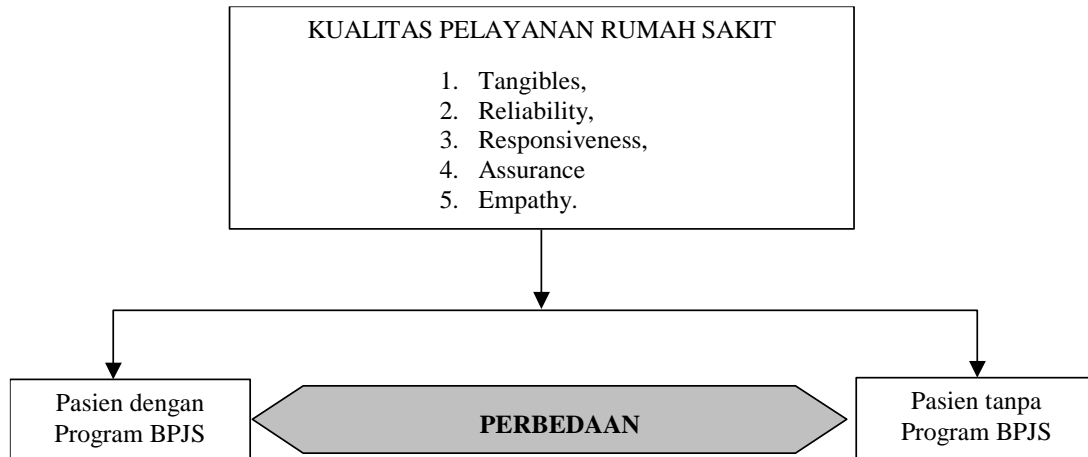 KUALITAS PELAYANAN RUMAH SAKIT
1. Tangibles,
2. Reliability,
3. Responsiveness,
4. Assurance
5. Empathy.
Pasien dengan
Program BPJS
PERBEDAAN
Pasien tanpa
Program BPJS